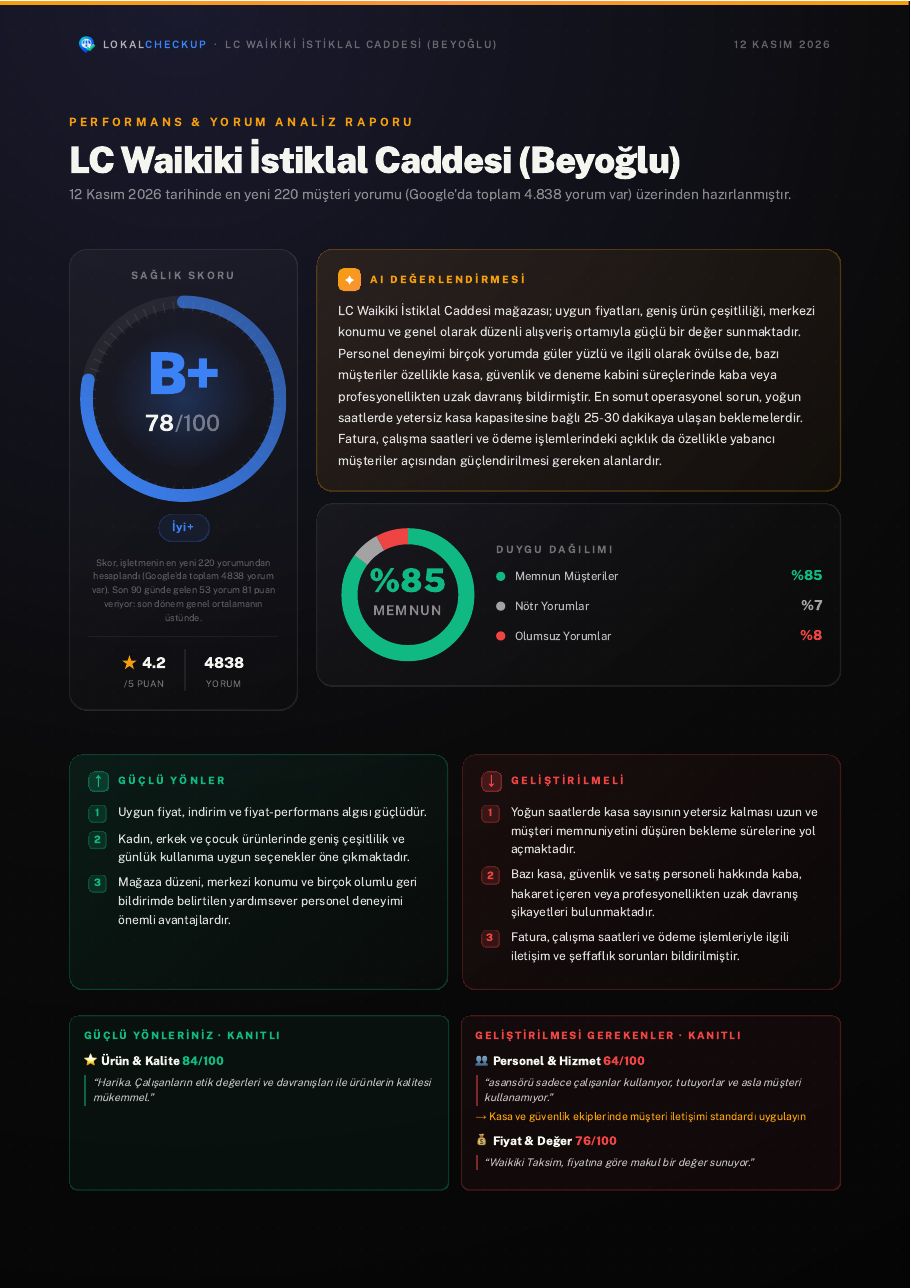 LOKALCHECKUP · LC WAİKİKİ İSTİKLAL CADDESİ (BEYOĞLU)
12 KASIM 2026
PERFORMANS & YORUM ANALİZ RAPORU
LC Waikiki İstiklal Caddesi (Beyoğlu)
12 Kasım 2026 tarihinde en yeni 220 müşteri yorumu (Google'da toplam 4.838 yorum var) üzerinden hazırlanmıştır.
SAĞLIK SKORU
B+
78/100
İyi+
Skor, işletmenin en yeni 220 yorumundan
hesaplandı (Google'da toplam 4838 yorum
var). Son 90 günde gelen 53 yorum 81 puan
veriyor: son dönem genel ortalamanın
üstünde.
★ 4.2
/5 PUAN
4838
YORUM
✦ AI DEĞERLENDİRMESİ
LC Waikiki İstiklal Caddesi mağazası; uygun fiyatları, geniş ürün çeşitliliği, merkezi
konumu ve genel olarak düzenli alışveriş ortamıyla güçlü bir değer sunmaktadır.
Personel deneyimi birçok yorumda güler yüzlü ve ilgili olarak övülse de, bazı
müşteriler özellikle kasa, güvenlik ve deneme kabini süreçlerinde kaba veya
profesyonellikten uzak davranış bildirmiştir. En somut operasyonel sorun, yoğun
saatlerde yetersiz kasa kapasitesine bağlı 25-30 dakikaya ulaşan beklemelerdir.
Fatura, çalışma saatleri ve ödeme işlemlerindeki açıklık da özellikle yabancı
müşteriler açısından güçlendirilmesi gereken alanlardır.
%85
MEMNUN
DUYGU DAĞILIMI
Memnun Müşteriler %85
Nötr Yorumlar %7
Olumsuz Yorumlar %8
↑ GÜÇLÜ YÖNLER
1 Uygun fiyat, indirim ve fiyat-performans algısı güçlüdür.
2 Kadın, erkek ve çocuk ürünlerinde geniş çeşitlilik ve
günlük kullanıma uygun seçenekler öne çıkmaktadır.
3 Mağaza düzeni, merkezi konumu ve birçok olumlu geri
bildirimde belirtilen yardımsever personel deneyimi
önemli avantajlardır.
↓ GELİŞTİRİLMELİ
1 Yoğun saatlerde kasa sayısının yetersiz kalması uzun ve
müşteri memnuniyetini düşüren bekleme sürelerine yol
açmaktadır.
2 Bazı kasa, güvenlik ve satış personeli hakkında kaba,
hakaret içeren veya profesyonellikten uzak davranış
şikayetleri bulunmaktadır.
3 Fatura, çalışma saatleri ve ödeme işlemleriyle ilgili
iletişim ve şeffaflık sorunları bildirilmiştir.
GÜÇLÜ YÖNLERİNİZ · KANITLI
⭐ Ürün & Kalite 84/100
“Harika. Çalışanların etik değerleri ve davranışları ile ürünlerin kalitesi
mükemmel.”
GELİŞTİRİLMESİ GEREKENLER · KANITLI
👥 Personel & Hizmet 64/100
“asansörü sadece çalışanlar kullanıyor, tutuyorlar ve asla müşteri
kullanamıyor.”
→ Kasa ve güvenlik ekiplerinde müşteri iletişimi standardı uygulayın
💰 Fiyat & Değer 76/100
“Waikiki Taksim, fiyatına göre makul bir değer sunuyor.”